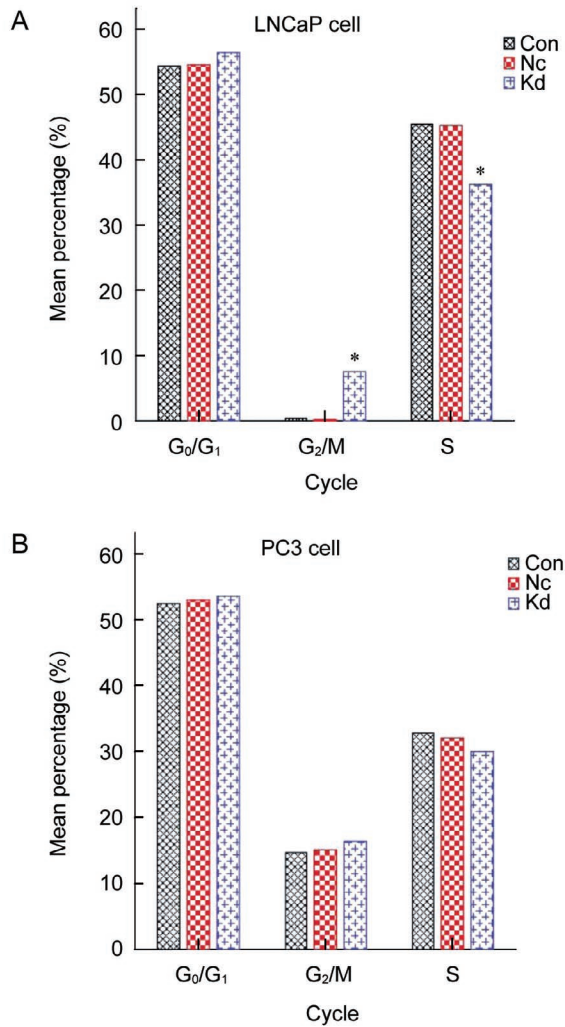 A
LNCaP cell
Con
Nc
Kd
Mean percentage (%)
60
50
40
30
20
10
0
*
*
G₀/G₁ G₂/M S
Cycle
B
PC3 cell
Con
Nc
Kd
Mean percentage (%)
60
50
40
30
20
10
0
G₀/G₁ G₂/M S
Cycle